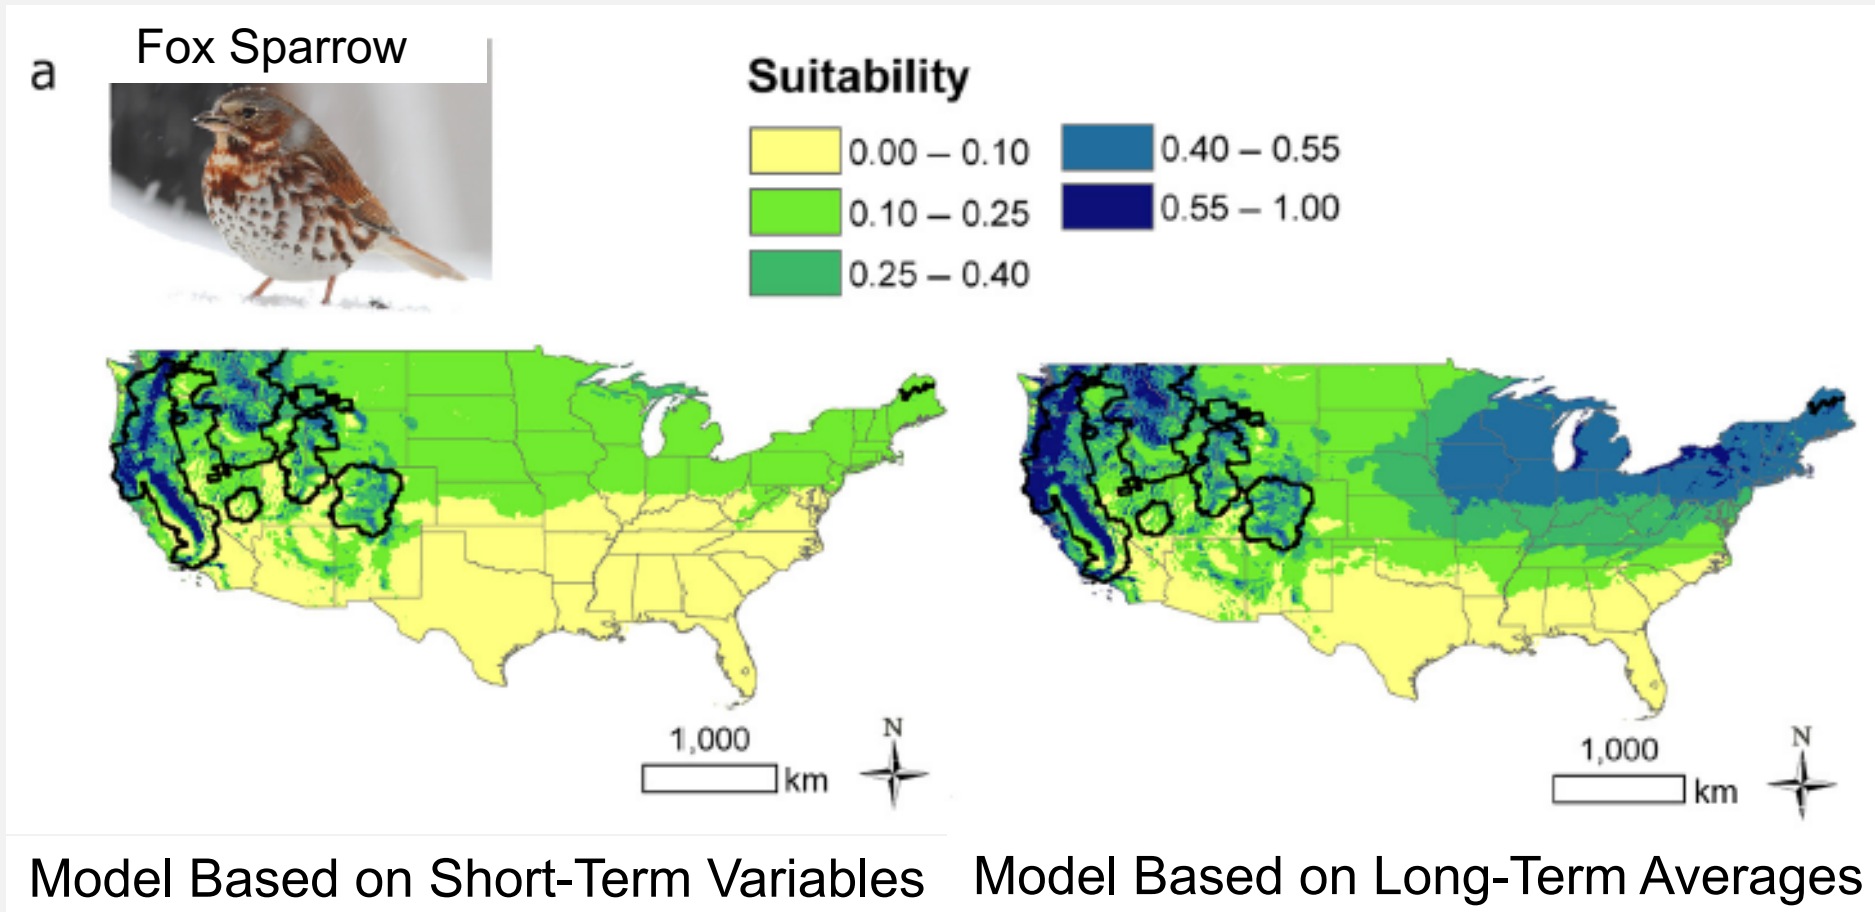 a
Fox Sparrow
Suitability
0.00 – 0.10
0.10 – 0.25
0.25 – 0.40
0.40 – 0.55
0.55 – 1.00
1,000
km
N
1,000
km
N
Model Based on Short-Term Variables
Model Based on Long-Term Averages